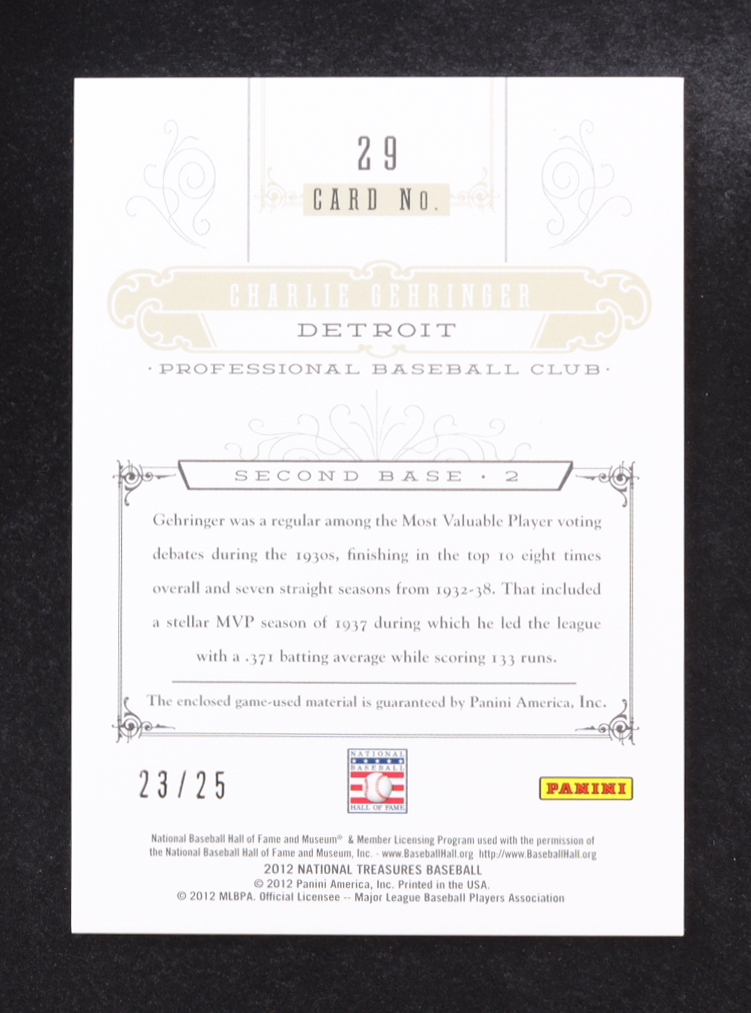 29
CARD No.
CHARLIE GEHRINGER
DETROIT
· PROFESSIONAL BASEBALL CLUB ·
SECOND BASE · 2
Gehringer was a regular among the Most Valuable Player voting
debates during the 1930s, finishing in the top 10 eight times
overall and seven straight seasons from 1932-38. That included
a stellar MVP season of 1937 during which he led the league
with a .371 batting average while scoring 133 runs.
The enclosed game-used material is guaranteed by Panini America, Inc.
23/25
NATIONAL
BASEBALL
HALL OF FAME
PANINI
National Baseball Hall of Fame and Museum® & Member Licensing Program used with the permission of
the National Baseball Hall of Fame and Museum, Inc. - www.BaseballHall.org http://www.BaseballHall.org
2012 NATIONAL TREASURES BASEBALL
© 2012 Panini America, Inc. Printed in the USA.
© 2012 MLBPA. Official Licensee -- Major League Baseball Players Association